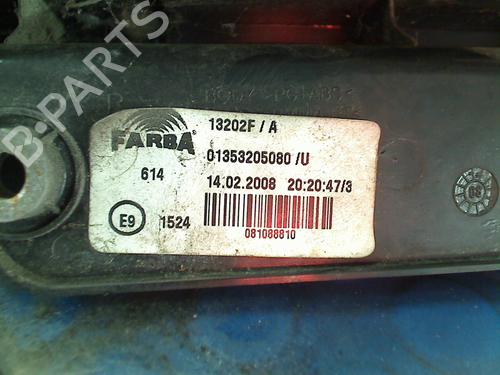 B-PARTS
FARBA
13202F / A
01353205080 /U
614
14.02.2008 20:20:47/3
E9
1524
081088810